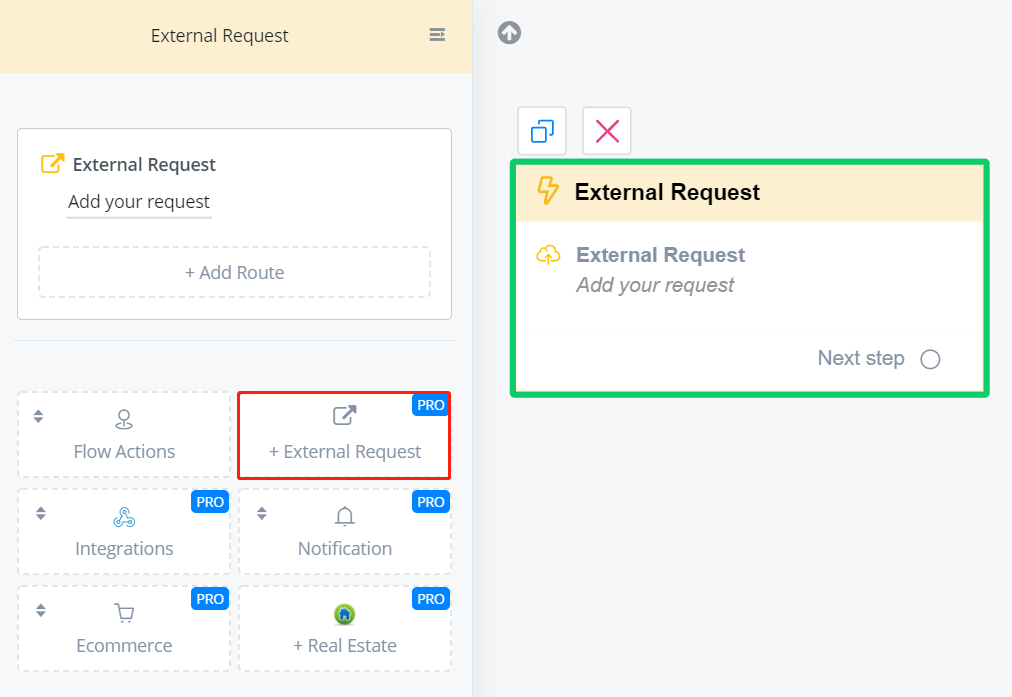 External Request
External Request
Add your request
+ Add Route
Flow Actions
PRO
+ External Request
PRO
Integrations
PRO
Notification
PRO
Ecommerce
PRO
+ Real Estate
External Request
External Request
Add your request
Next step